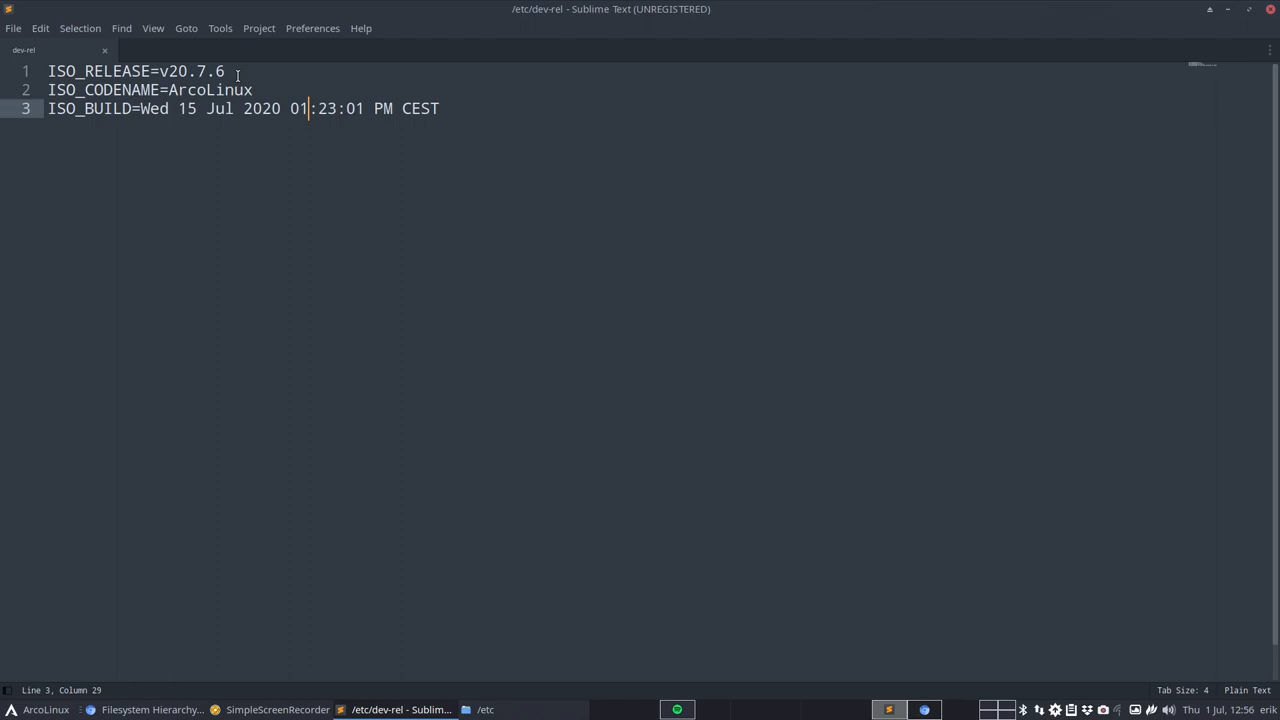 /etc/dev-rel - Sublime Text (UNREGISTERED)
File Edit Selection Find View Goto Tools Project Preferences Help
dev-rel
1 ISO_RELEASE=v20.7.6
2 ISO_CODENAME=ArcoLinux
3 ISO_BUILD=Wed 15 Jul 2020 01:23:01 PM CEST
Line 3, Column 29 Tab Size: 4 Plain Text
ArcoLinux Filesystem Hierarchy... SimpleScreenRecorder /etc/dev-rel - Sublim... /etc Thu 1 Jul, 12:56 erik